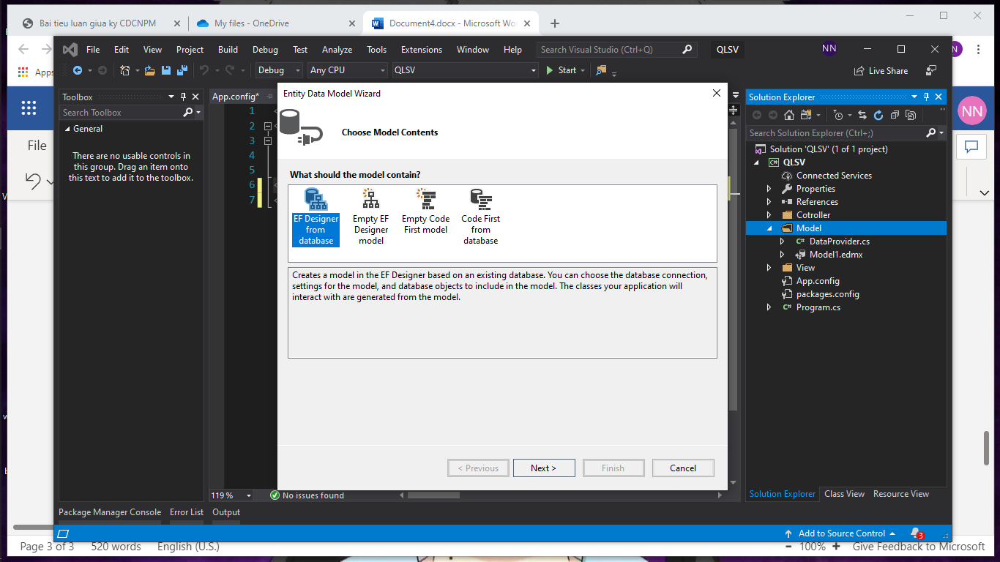 Bai tieu luan giua ky CDCNPM
My files - OneDrive
Document4.docx - Microsoft Wo
File Edit View Project Build Debug Test Analyze Tools Extensions Window Help
Search Visual Studio (Ctrl+Q)
QLSV
NN
Apps
Debug
Any CPU
QLSV
Start
Live Share
Toolbox
Search Toolbox
General
There are no usable controls in
this group. Drag an item onto
this text to add it to the toolbox.
File
App.config*
1
2
3
4
5
6
7
Entity Data Model Wizard
Choose Model Contents
What should the model contain?
EF Designer
from
database
Empty EF
Designer
model
Empty Code
First model
Code First
from
database
Creates a model in the EF Designer based on an existing database. You can choose the database connection,
settings for the model, and database objects to include in the model. The classes your application will
interact with are generated from the model.
< Previous
Next >
Finish
Cancel
119 %
No issues found
Solution Explorer
Search Solution Explorer (Ctrl+;)
Solution 'QLSV' (1 of 1 project)
QLSV
Connected Services
Properties
References
Cotroller
Model
DataProvider.cs
Model1.edmx
View
App.config
packages.config
Program.cs
NN
Solution Explorer Class View Resource View
Package Manager Console Error List Output
Add to Source Control
3
Page 3 of 3 520 words English (U.S.)
100% Give Feedback to Microsoft